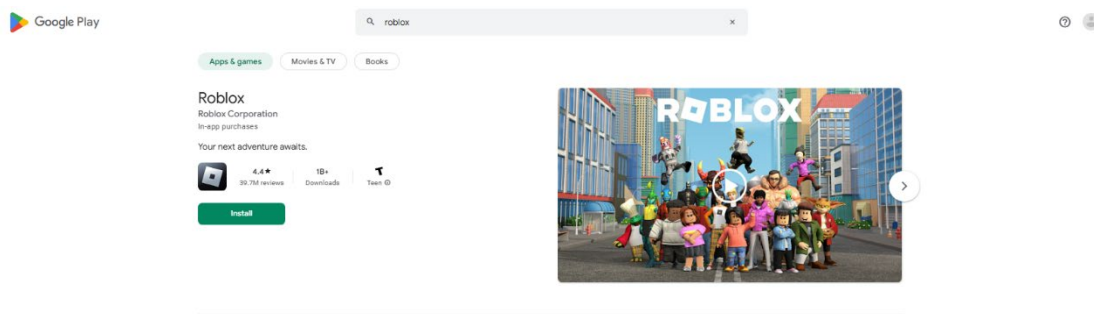 Google Play
roblox
Apps & games
Movies & TV
Books
Roblox
Roblox Corporation
In-app purchases
Your next adventure awaits.
4.4★
39.7M reviews
1B+
Downloads
T
Teen
Install
ROBLOX